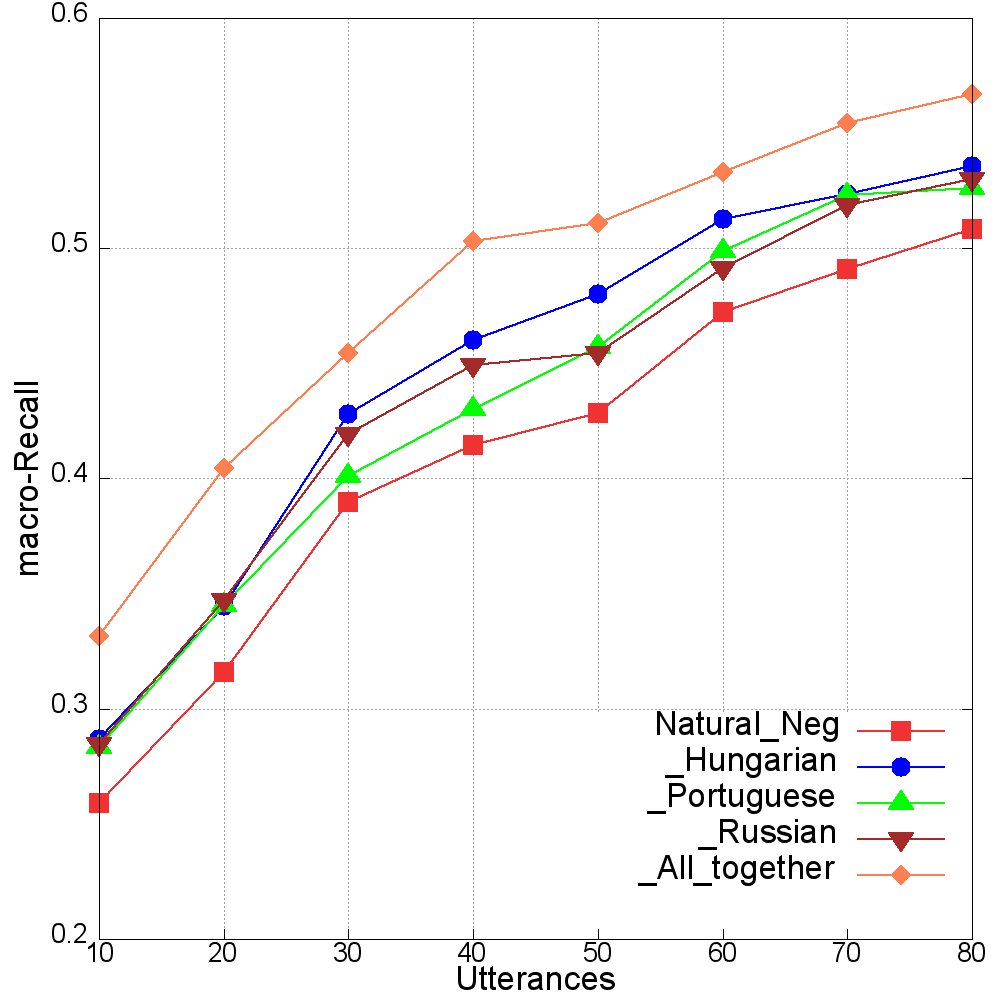 0.6
0.5
0.4
0.3
0.2
macro-Recall
Natural_Neg
_Hungarian
_Portuguese
_Russian
_All_together
10 20 30 40 50 60 70 80
Utterances